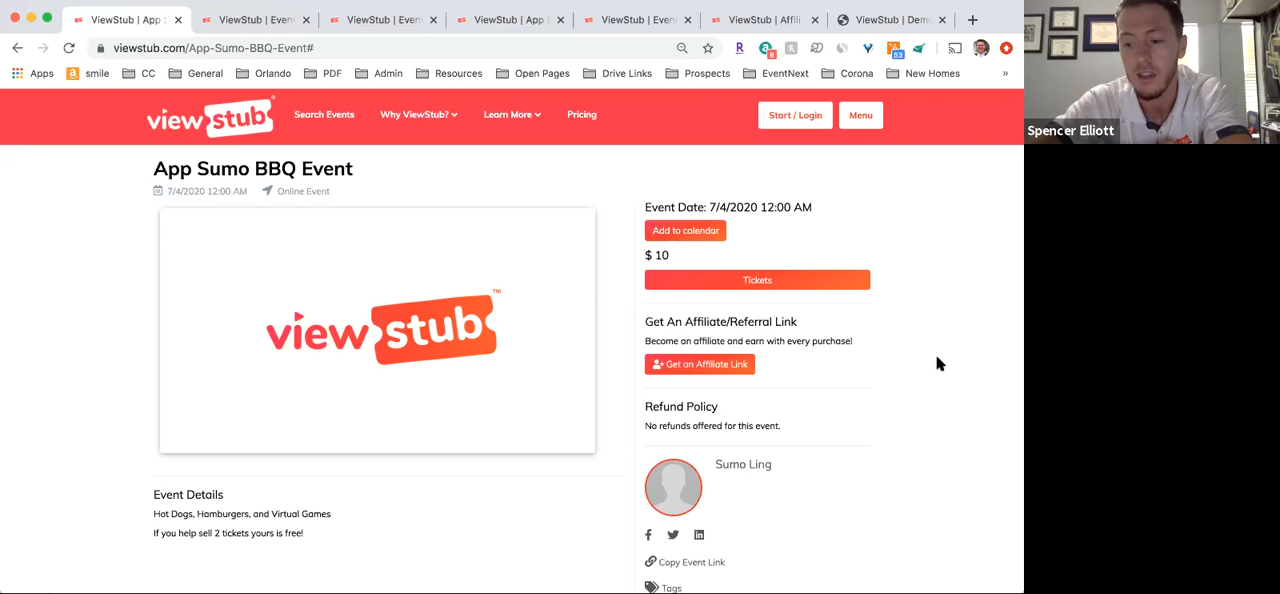 ViewStub | App S
ViewStub | Even
ViewStub | Even
ViewStub | App S
ViewStub | Even
ViewStub | Affili
ViewStub | Dem
viewstub.com/App-Sumo-BBQ-Event#
R
8
53
Apps
smile
CC
General
Orlando
PDF
Admin
Resources
Open Pages
Drive Links
Prospects
EventNext
Corona
New Homes
»
view stub®
Search Events
Why ViewStub?
Learn More
Pricing
Start / Login
Menu
Spencer Elliott
App Sumo BBQ Event
7/4/2020 12:00 AM
Online Event
view stub™
Event Date: 7/4/2020 12:00 AM
Add to calendar
$ 10
Tickets
Get An Affiliate/Referral Link
Become an affiliate and earn with every purchase!
Get an Affiliate Link
Refund Policy
No refunds offered for this event.
Sumo Ling
Copy Event Link
Tags
Event Details
Hot Dogs, Hamburgers, and Virtual Games
If you help sell 2 tickets yours is free!